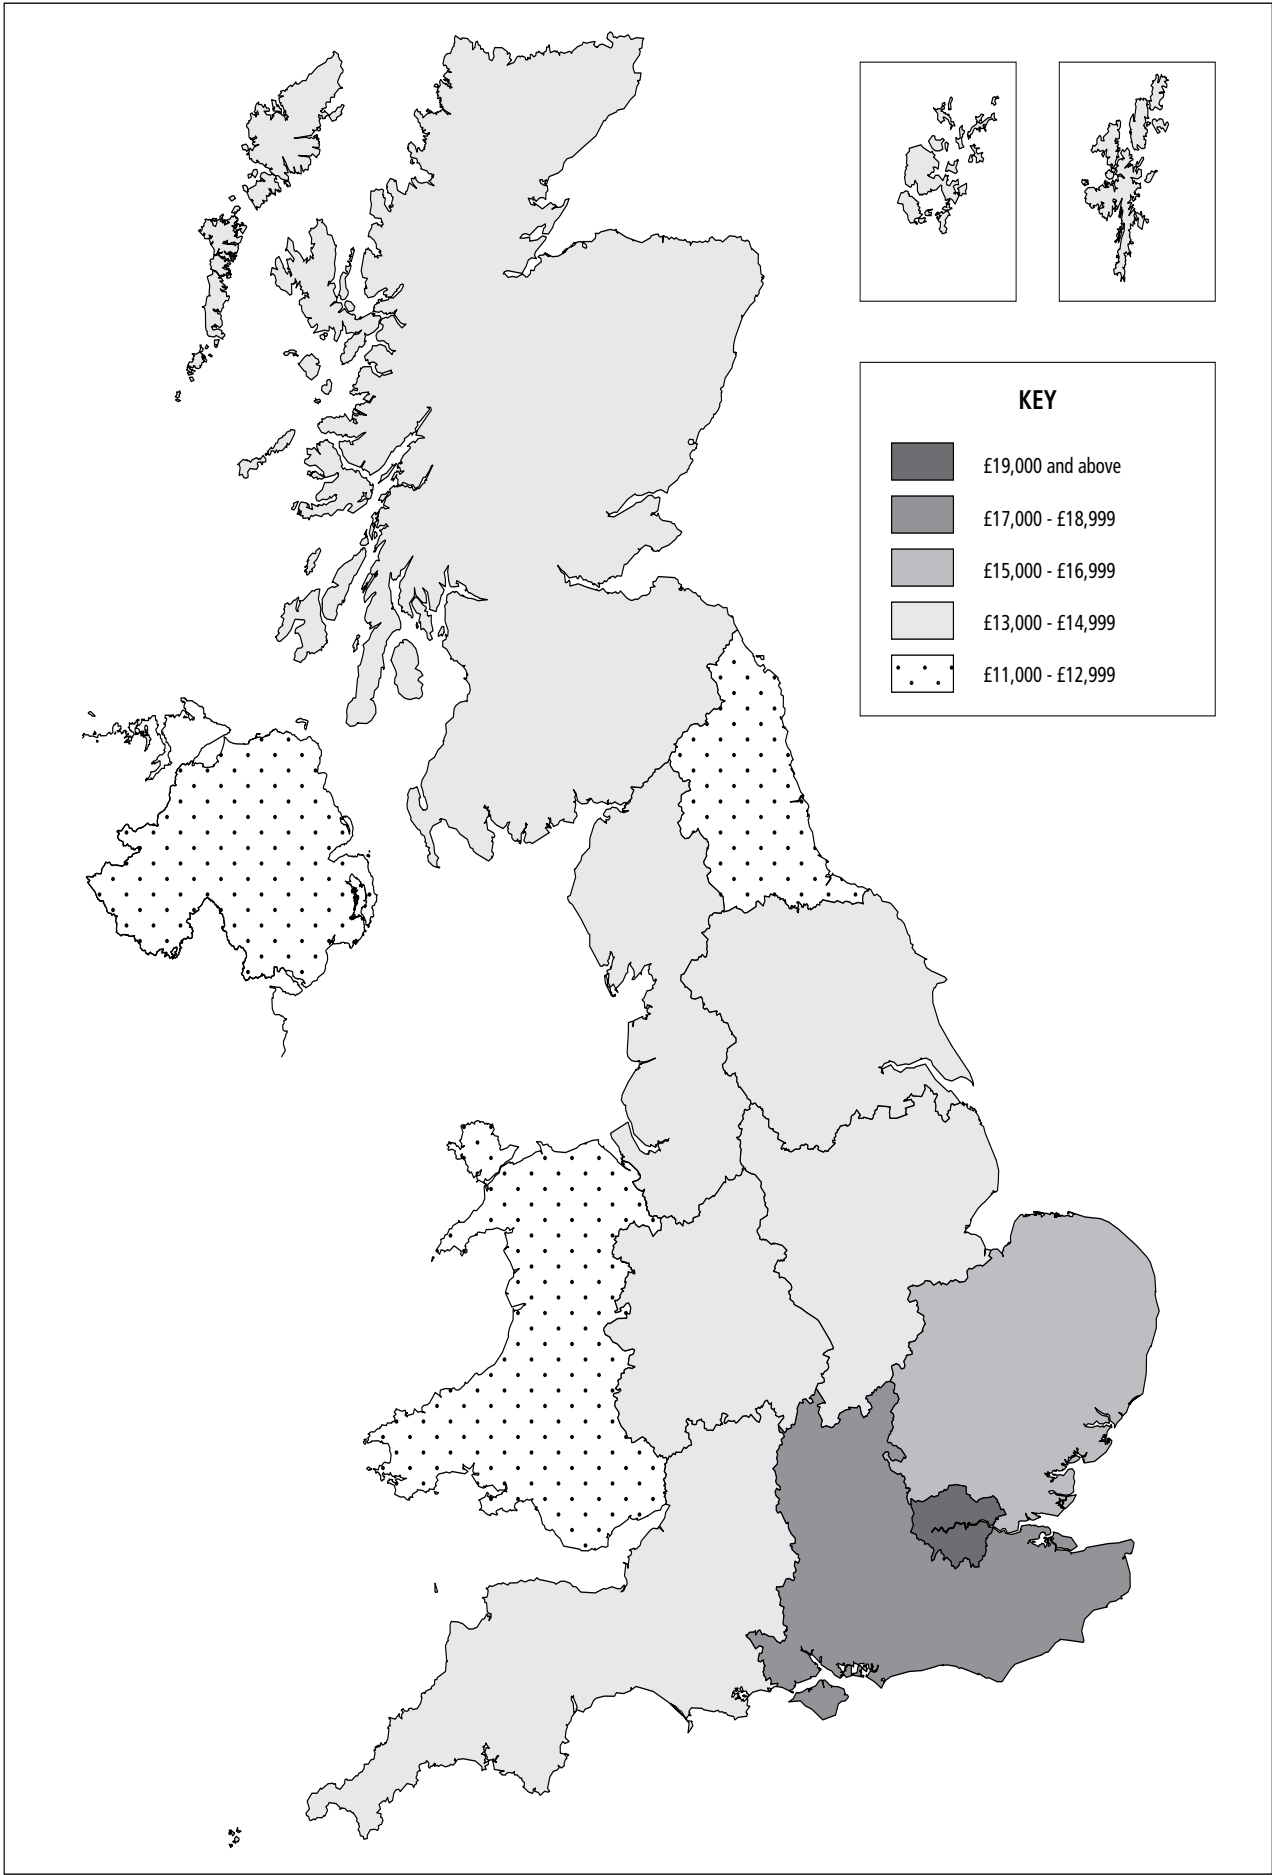 KEY
£19,000 and above
£17,000 - £18,999
£15,000 - £16,999
£13,000 - £14,999
£11,000 - £12,999